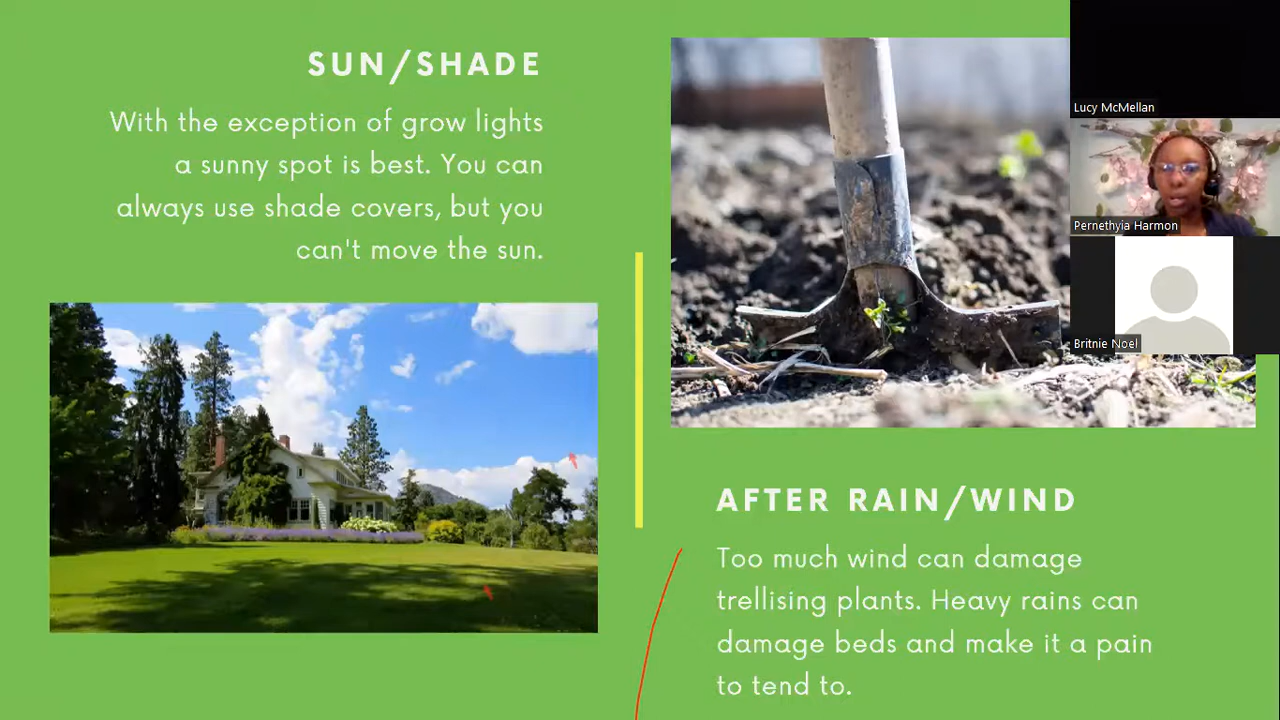 SUN/SHADE
With the exception of grow lights
a sunny spot is best. You can
always use shade covers, but you
can't move the sun.
AFTER RAIN/WIND
Too much wind can damage
trellising plants. Heavy rains can
damage beds and make it a pain
to tend to.
Lucy McMellan
Pernethyia Harmon
Britnie Noel